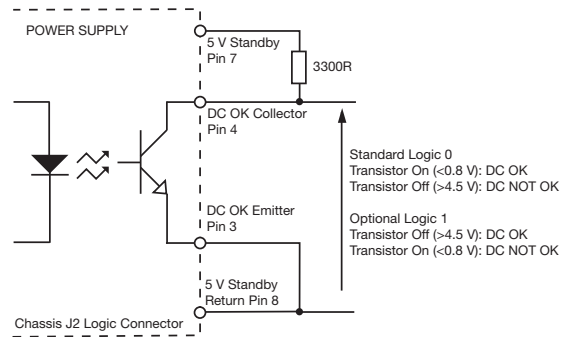 POWER SUPPLY
5 V Standby
Pin 7
3300R
DC OK Collector
Pin 4
Standard Logic 0
Transistor On (<0.8 V): DC OK
Transistor Off (>4.5 V): DC NOT OK
Optional Logic 1
Transistor Off (>4.5 V): DC OK
Transistor On (<0.8 V): DC NOT OK
DC OK Emitter
Pin 3
5 V Standby
Return Pin 8
Chassis J2 Logic Connector